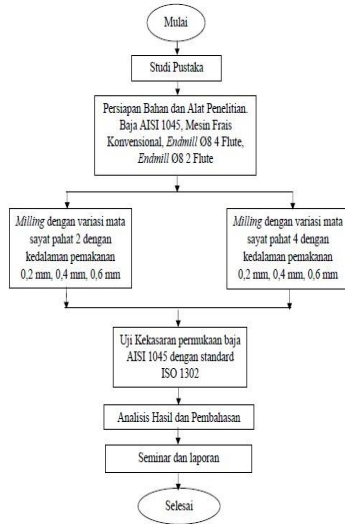 Mulai
Studi Pustaka
Persiapan Bahan dan Alat Penelitian.
Baja AISI 1045, Mesin Frais
Konvensional, Endmill O8 4 Flute,
Endmill O8 2 Flute
Milling dengan variasi mata
sayat pahat 2 dengan
kedalaman pemakanan
0,2 mm, 0,4 mm, 0,6 mm
Milling dengan variasi mata
sayat pahat 4 dengan
kedalaman pemakanan
0,2 mm, 0,4 mm, 0,6 mm
Uji Kekasaran permukaan baja
AISI 1045 dengan standard
ISO 1302
Analisis Hasil dan Pembahasan
Seminar dan laporan
Selesai